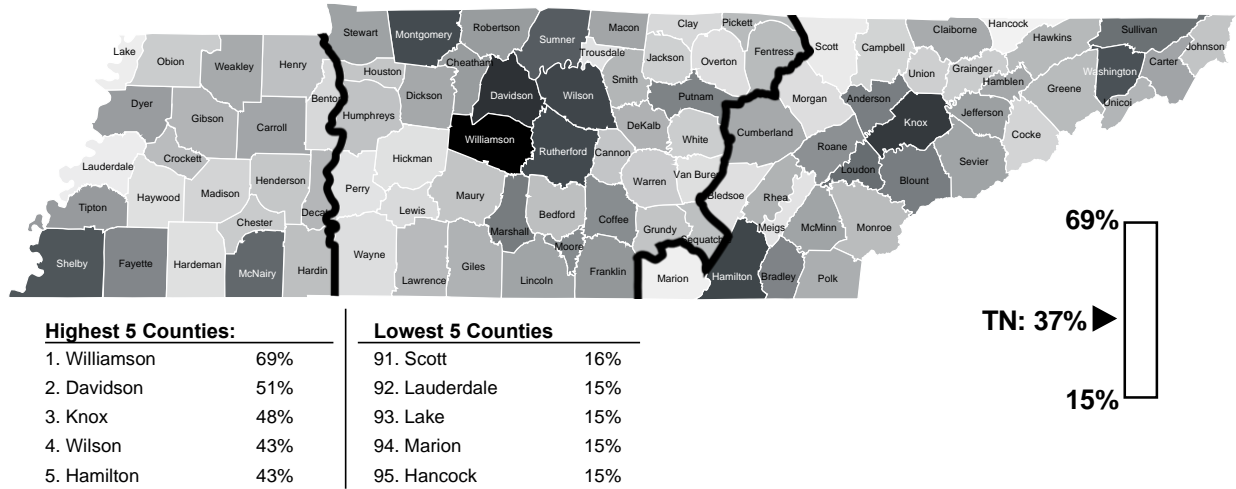 Stewart
Montgomery
Robertson
Sumner
Macon
Clay
Pickett
Scott
Campbell
Claiborne
Hancock
Hawkins
Sullivan
Johnson
Lake
Obion
Weakley
Henry
Houston
Cheatham
Trousdale
Jackson
Overton
Fentress
Union
Grainger
Hamblen
Washington
Carter
Smith
Dyer
Gibson
Carroll
Benton
Humphreys
Dickson
Davidson
Wilson
Putnam
Morgan
Anderson
Knox
Jefferson
Greene
Unicoi
Cocke
Crockett
Williamson
Rutherford
DeKalb
Cannon
White
Cumberland
Roane
Loudon
Blount
Sevier
Lauderdale
Haywood
Madison
Henderson
Decat
Perry
Hickman
Lewis
Maury
Warren
Van Buren
Bledsoe
Rhea
Meigs
McMinn
Monroe
Tipton
Chester
Marshall
Bedford
Coffee
Moore
Grundy
Sequatch
Shelby
Fayette
Hardeman
McNairy
Hardin
Wayne
Lawrence
Giles
Lincoln
Franklin
Marion
Hamilton
Bradley
Polk
69%
TN: 37%
15%
Highest 5 Counties:
1. Williamson 69%
2. Davidson 51%
3. Knox 48%
4. Wilson 43%
5. Hamilton 43%
Lowest 5 Counties
91. Scott 16%
92. Lauderdale 15%
93. Lake 15%
94. Marion 15%
95. Hancock 15%